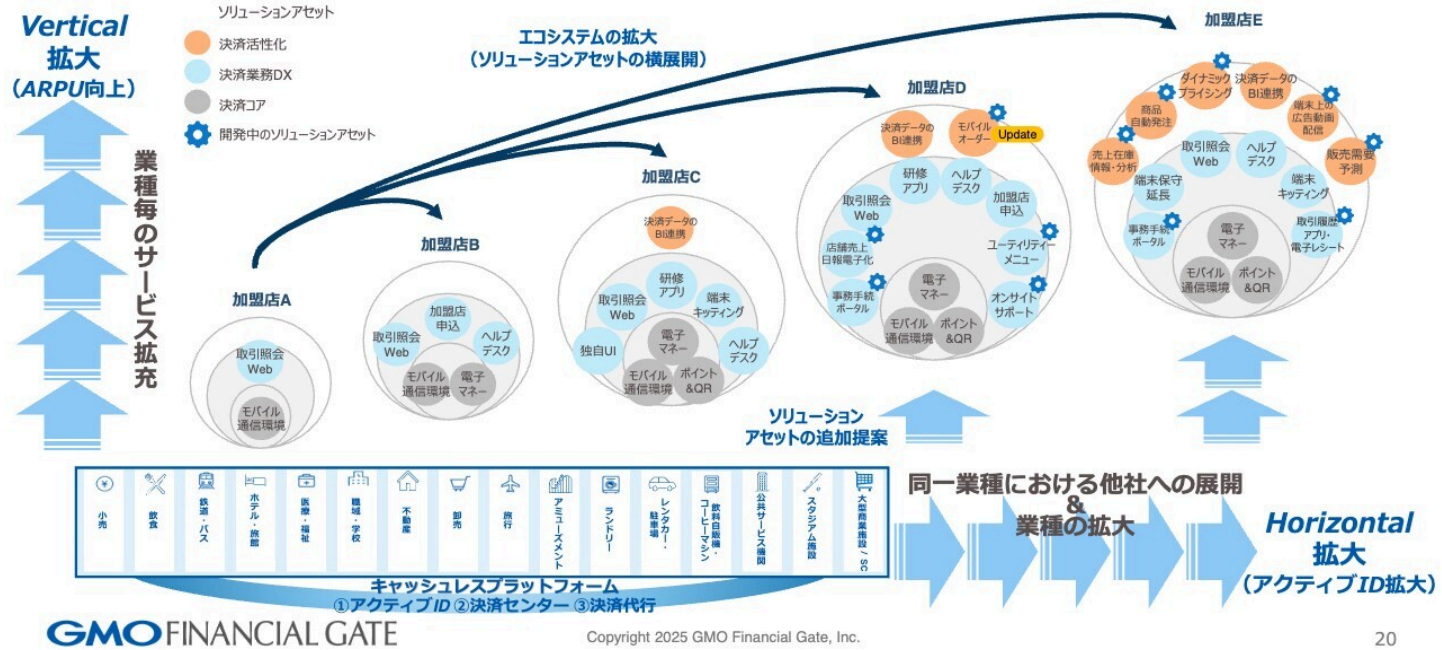 Vertical
拡大
（ARPU向上）
業種毎のサービス拡充
ソリューションアセット
決済活性化
決済業務DX
決済コア
開発中のソリューションアセット
エコシステムの拡大
（ソリューションアセットの横展開）
加盟店A
取引照会
Web
モバイル
通信環境
加盟店B
加盟店
申込
取引照会
Web
ヘルプ
デスク
モバイル
通信環境
電子
マネー
加盟店C
決済データの
BI連携
研修
アプリ
取引照会
Web
端末
キッティング
独自UI
ヘルプ
デスク
電子
マネー
モバイル
通信環境
ポイント
&QR
加盟店D
決済データの
BI連携
モバイル
オーダー
Update
研修
アプリ
ヘルプ
デスク
取引照会
Web
加盟店
申込
店舗売上
日報電子化
ユーティリティー
メニュー
事務手続
ポータル
オンサイト
サポート
電子
マネー
モバイル
通信環境
ポイント
&QR
加盟店E
ダイナミック
プライシング
決済データの
BI連携
商品
自動発注
端末上の
広告動画
配信
売上在庫
情報・分析
販売需要
予測
取引照会
Web
ヘルプ
デスク
端末保守
延長
端末
キッティング
事務手続
ポータル
取引履歴
アプリ・
電子レシート
電子
マネー
モバイル
通信環境
ポイント
&QR
ソリューション
アセットの追加提案
小売
飲食
鉄道・バス
ホテル・旅館
医療・福祉
職域・学校
不動産
卸売
旅行
アミューズメント
ランドリー
レンタカー・
駐車場
飲料自販機・
コーヒーマシン
公共サービス機関
スタジアム施設
大型商業施設 / SC
キャッシュレスプラットフォーム
①アクティブID ②決済センター ③決済代行
同一業種における他社への展開
&
業種の拡大
Horizontal
拡大
（アクティブID拡大）
GMO FINANCIAL GATE
Copyright 2025 GMO Financial Gate, Inc.
20